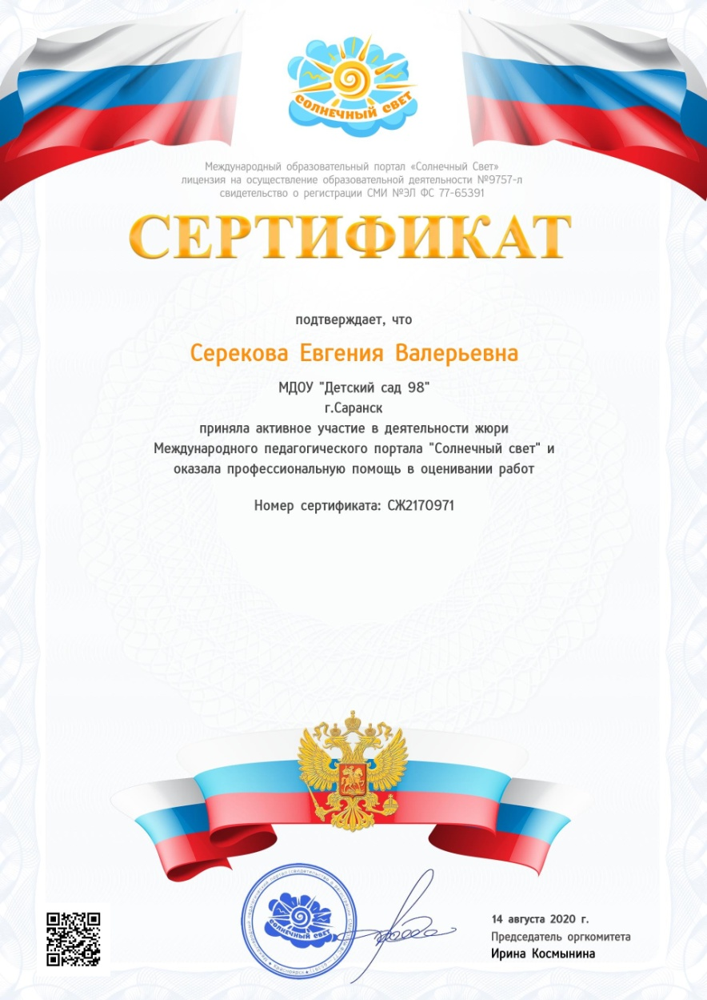 СОЛНЕЧНЫЙ СВЕТ
Международный образовательный портал «Солнечный Свет»
лицензия на осуществление образовательной деятельности №9757-л
свидетельство о регистрации СМИ №ЭЛ ФС 77-65391
СЕРТИФИКАТ
подтверждает, что
Серекова Евгения Валерьевна
МДОУ "Детский сад 98"
г.Саранск
приняла активное участие в деятельности жюри
Международного педагогического портала "Солнечный свет" и
оказала профессиональную помощь в оценивании работ
Номер сертификата: СЖ2170971
СОЛНЕЧНЫЙ СВЕТ
14 августа 2020 г.
Председатель оргкомитета
Ирина Космынина